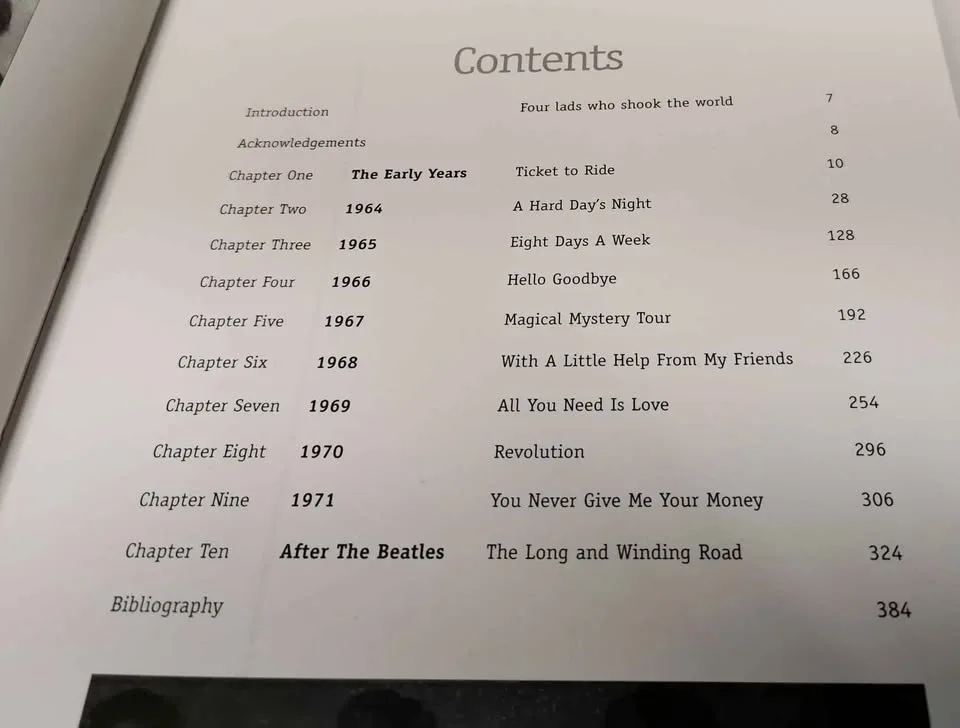 Contents
Introduction Four lads who shook the world 7
Acknowledgements 8
Chapter One The Early Years Ticket to Ride 10
Chapter Two 1964 A Hard Day's Night 28
Chapter Three 1965 Eight Days A Week 128
Chapter Four 1966 Hello Goodbye 166
Chapter Five 1967 Magical Mystery Tour 192
Chapter Six 1968 With A Little Help From My Friends 226
Chapter Seven 1969 All You Need Is Love 254
Chapter Eight 1970 Revolution 296
Chapter Nine 1971 You Never Give Me Your Money 306
Chapter Ten After The Beatles The Long and Winding Road 324
Bibliography 384